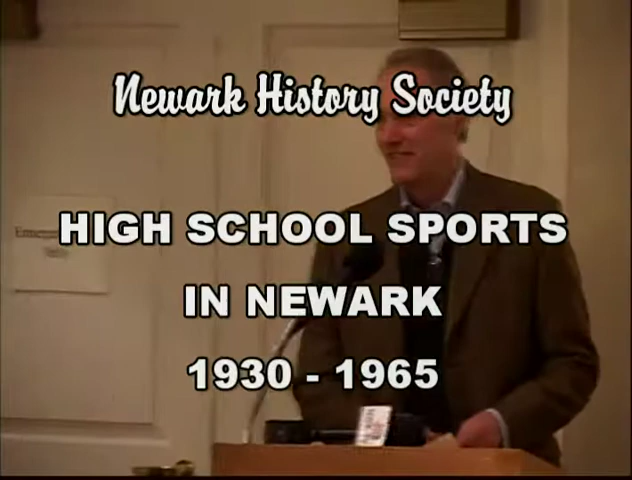 Newark History Society
HIGH SCHOOL SPORTS
IN NEWARK
1930 - 1965